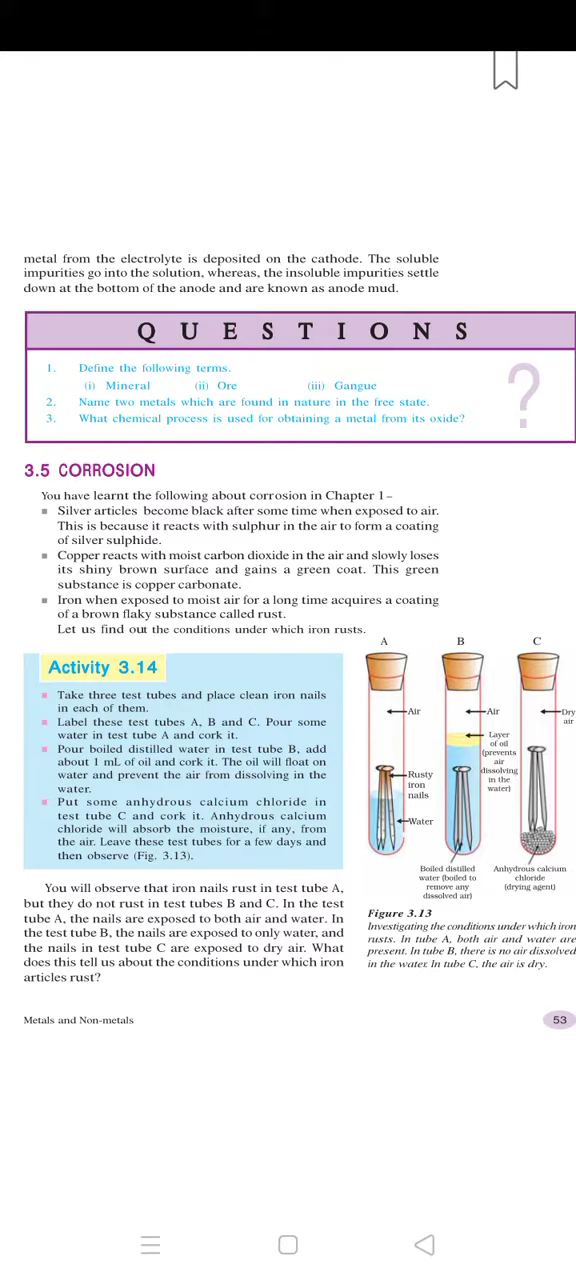 metal from the electrolyte is deposited on the cathode. The soluble
impurities go into the solution, whereas, the insoluble impurities settle
down at the bottom of the anode and are known as anode mud.
Q U E S T I O N S
?
1. Define the following terms.
(i) Mineral (ii) Ore (iii) Gangue
2. Name two metals which are found in nature in the free state.
3. What chemical process is used for obtaining a metal from its oxide?
3.5 CORROSION
You have learnt the following about corrosion in Chapter 1–
■ Silver articles become black after some time when exposed to air.
This is because it reacts with sulphur in the air to form a coating
of silver sulphide.
■ Copper reacts with moist carbon dioxide in the air and slowly loses
its shiny brown surface and gains a green coat. This green
substance is copper carbonate.
■ Iron when exposed to moist air for a long time acquires a coating
of a brown flaky substance called rust.
Let us find out the conditions under which iron rusts.
Activity 3.14
■ Take three test tubes and place clean iron nails
in each of them.
■ Label these test tubes A, B and C. Pour some
water in test tube A and cork it.
■ Pour boiled distilled water in test tube B, add
about 1 mL of oil and cork it. The oil will float on
water and prevent the air from dissolving in the
water.
■ Put some anhydrous calcium chloride in
test tube C and cork it. Anhydrous calcium
chloride will absorb the moisture, if any, from
the air. Leave these test tubes for a few days and
then observe (Fig. 3.13).
You will observe that iron nails rust in test tube A,
but they do not rust in test tubes B and C. In the test
tube A, the nails are exposed to both air and water. In
the test tube B, the nails are exposed to only water, and
the nails in test tube C are exposed to dry air. What
does this tell us about the conditions under which iron
articles rust?
A B C
Air
Rusty
iron
nails
Water
Air
Layer
of oil
(prevents
air
dissolving
in the
water)
Dry
air
Boiled distilled
water (boiled to
remove any
dissolved air)
Anhydrous calcium
chloride
(drying agent)
Figure 3.13
Investigating the conditions under which iron
rusts. In tube A, both air and water are
present. In tube B, there is no air dissolved
in the water. In tube C, the air is dry.
Metals and Non-metals 53